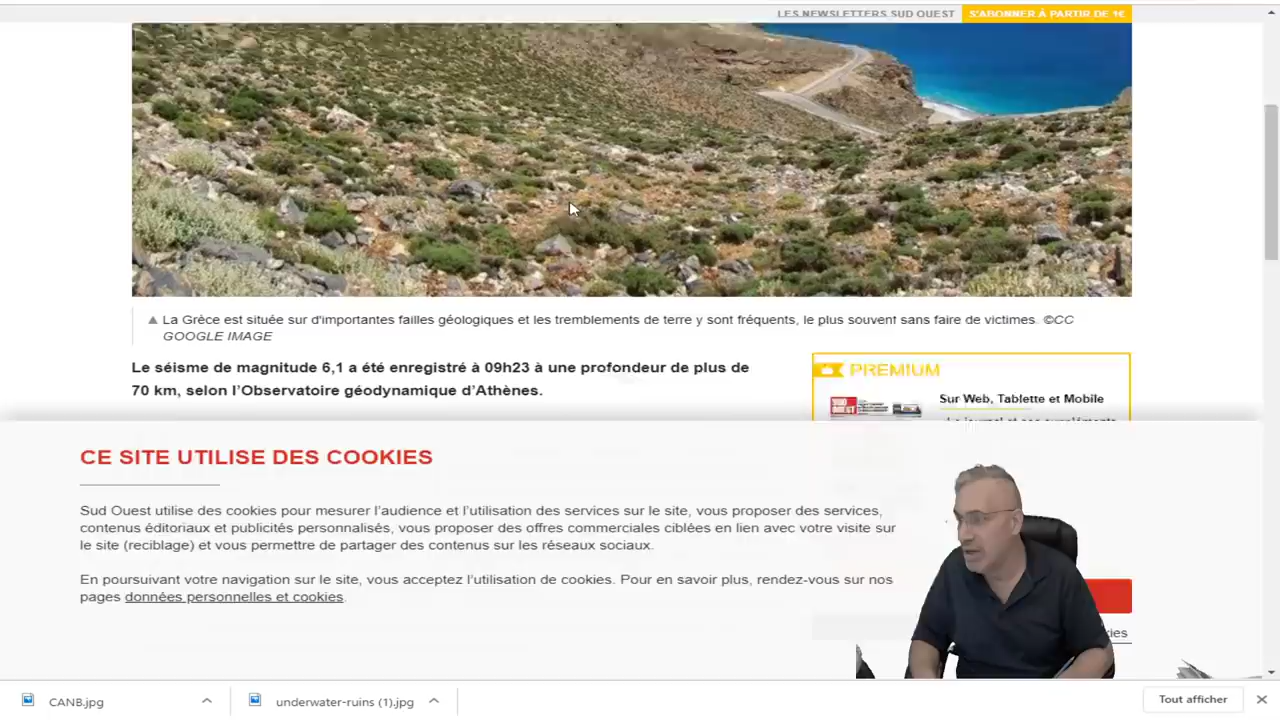 LES NEWSLETTERS SUD OUEST
S'ABONNER À PARTIR DE 1€
▲ La Grèce est située sur d'importantes failles géologiques et les tremblements de terre y sont fréquents, le plus souvent sans faire de victimes. ©CC
GOOGLE IMAGE
Le séisme de magnitude 6,1 a été enregistré à 09h23 à une profondeur de plus de
70 km, selon l'Observatoire géodynamique d'Athènes.
PREMIUM
Sur Web, Tablette et Mobile
CE SITE UTILISE DES COOKIES
Sud Ouest utilise des cookies pour mesurer l'audience et l'utilisation des services sur le site, vous proposer des services,
contenus éditoriaux et publicités personnalisés, vous proposer des offres commerciales ciblées en lien avec votre visite sur
le site (reciblage) et vous permettre de partager des contenus sur les réseaux sociaux.
En poursuivant votre navigation sur le site, vous acceptez l'utilisation de cookies. Pour en savoir plus, rendez-vous sur nos
pages données personnelles et cookies.
CANB.jpg
underwater-ruins (1).jpg
Tout afficher